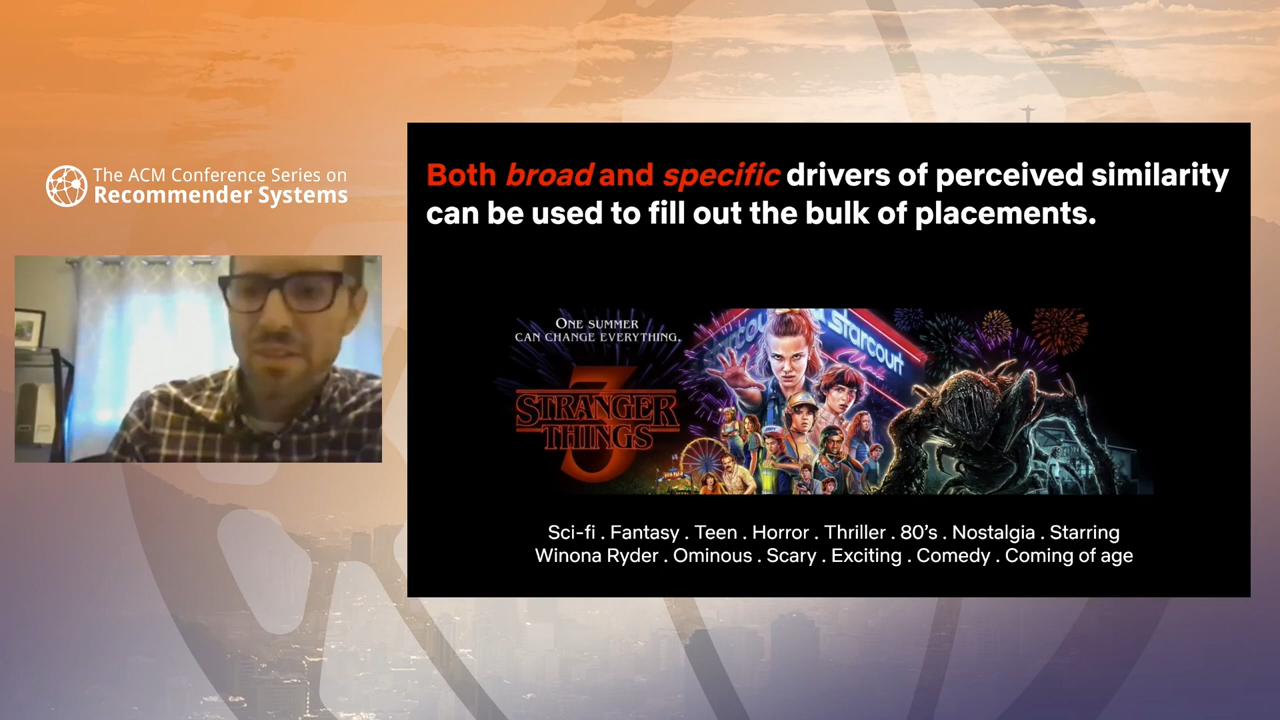 The ACM Conference Series on
Recommender Systems
Both broad and specific drivers of perceived similarity
can be used to fill out the bulk of placements.
ONE SUMMER
CAN CHANGE EVERYTHING.
3
STRANGER
THINGS
starcourt
Sci-fi . Fantasy . Teen . Horror . Thriller . 80’s . Nostalgia . Starring
Winona Ryder . Ominous . Scary . Exciting . Comedy . Coming of age